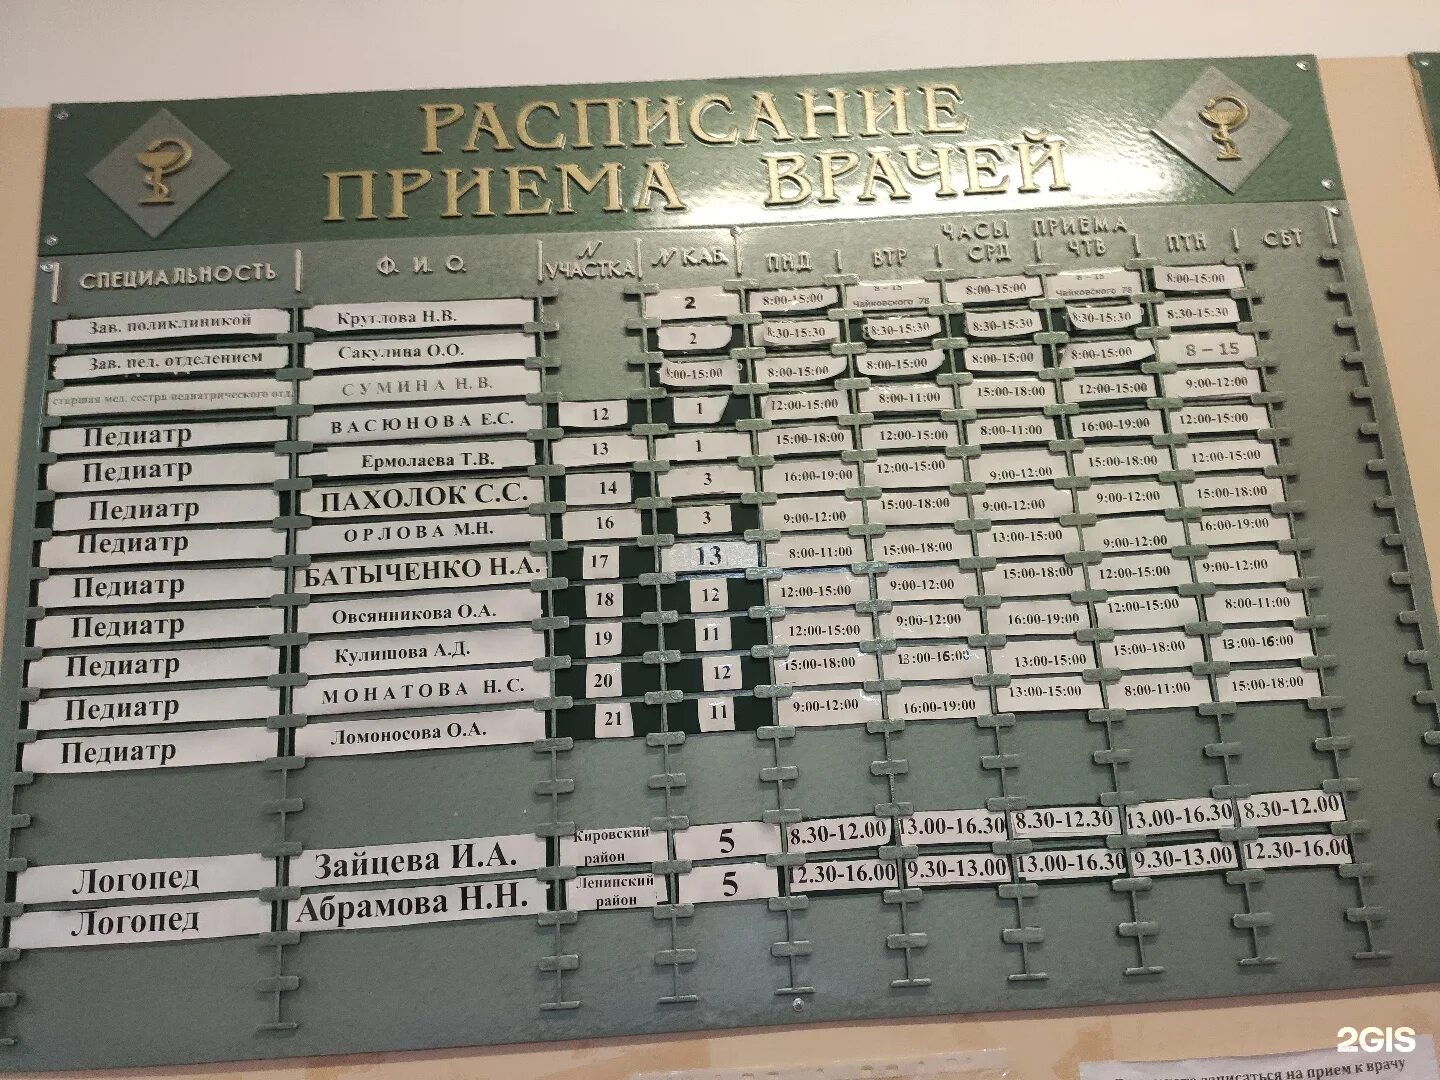 РАСПИСАНИЕ
ПРИЕМА ВРАЧЕЙ
СПЕЦИАЛЬНОСТЬ Ф. И. О. N УЧАСТКА N КАБ. ЧАСЫ ПРИЕМА
ПНД ВТР СРД ЧТВ ПТН СБТ
Зав. поликлиникой Круглова Н.В. 2 8:00-15:00 8 – 15 Чайковского 78 8:00-15:00 8 – 15 Чайковского 78 8:00-15:00
Зав. пед. отделением Сакулина О.О. 2 8:30-15:30 8:30-15:30 8:30-15:30 8:30-15:30 8:30-15:30
старшая мед. сестра педиатрического отд. СУМИНА Н. В. 8:00-15:00 8:00-15:00 8:00-15:00 8:00-15:00 8:00-15:00 8 – 15
Педиатр ВАСЮНОВА Е.С. 12 1 12:00-15:00 8:00-11:00 15:00-18:00 12:00-15:00 9:00-12:00
Педиатр Ермолаева Т.В. 13 1 15:00-18:00 12:00-15:00 8:00-11:00 16:00-19:00 12:00-15:00
Педиатр ПАХОЛОК С.С. 14 3 16:00-19:00 12:00-15:00 9:00-12:00 15:00-18:00 12:00-15:00
Педиатр ОРЛОВА М.Н. 16 3 9:00-12:00 15:00-18:00 9:00-12:00 9:00-12:00 15:00-18:00
Педиатр БАТЫЧЕНКО Н.А. 17 13 8:00-11:00 15:00-18:00 13:00-15:00 9:00-12:00 16:00-19:00
Педиатр Овсянникова О.А. 18 12 12:00-15:00 9:00-12:00 15:00-18:00 12:00-15:00 9:00-12:00
Педиатр Кулишова А.Д. 19 11 12:00-15:00 9:00-12:00 16:00-19:00 12:00-15:00 8:00-11:00
Педиатр МОНАТОВА Н. С. 20 12 15:00-18:00 13:00-16:00 13:00-15:00 15:00-18:00 13:00-16:00
Педиатр Ломоносова О.А. 21 11 9:00-12:00 16:00-19:00 13:00-15:00 8:00-11:00 15:00-18:00
Логопед Зайцева И.А. Кировский район 5 8.30-12.00 13.00-16.30 8.30-12.30 13.00-16.30 8.30-12.00
Логопед Абрамова Н.Н. Ленинский район 5 12.30-16.00 9.30-13.00 13.00-16.30 9.30-13.00 12.30-16.00
2GIS
записаться на прием к врачу